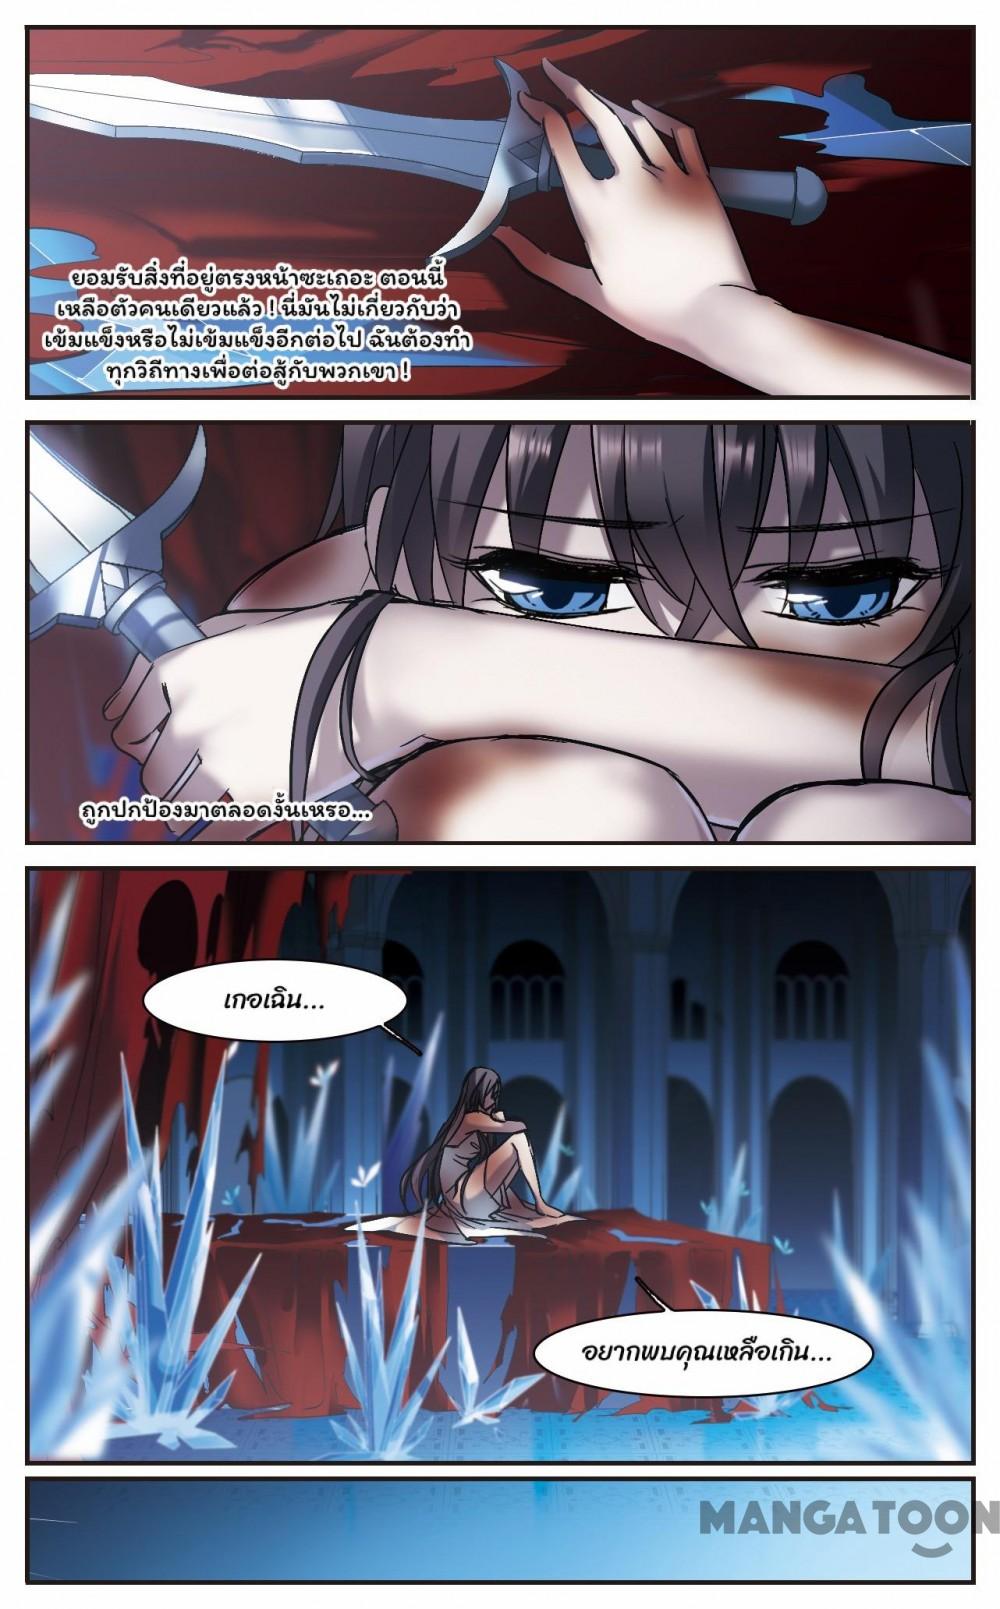 ยอมรับสิ่งที่อยู่ตรงหน้าซะเถอะ ตอนนี้
เหลือตัวคนเดียวแล้ว ! นี่มันไม่เกี่ยวกับว่า
เข้มแข็งหรือไม่เข้มแข็งอีกต่อไป ฉันต้องทำ
ทุกวิถีทางเพื่อต่อสู้กับพวกเขา !
ถูกปกป้องมาตลอดงั้นเหรอ...
เกอเฉิน...
อยากพบคุณเหลือเกิน...
MANGATOON